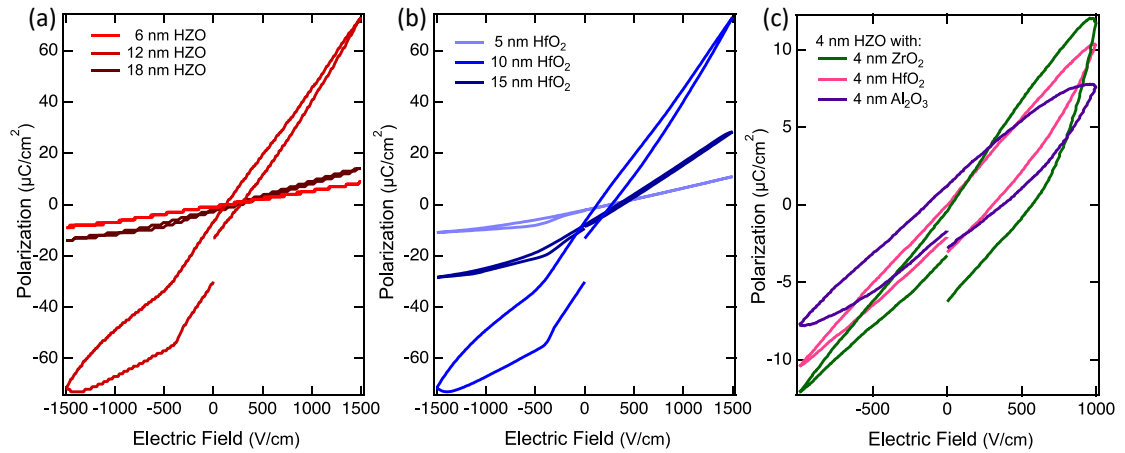 (a)
6 nm HZO
12 nm HZO
18 nm HZO
Polarization (µC/cm²)
60
40
20
0
-20
-40
-60
-1500
-1000
-500
0
500
1000
1500
Electric Field (V/cm)
(b)
5 nm HfO₂
10 nm HfO₂
15 nm HfO₂
Polarization (µC/cm²)
60
40
20
0
-20
-40
-60
-1500
-1000
-500
0
500
1000
1500
Electric Field (V/cm)
(c)
4 nm HZO with:
4 nm ZrO₂
4 nm HfO₂
4 nm Al₂O₃
Polarization (µC/cm²)
10
5
0
-5
-10
-500
0
500
1000
Electric Field (V/cm)